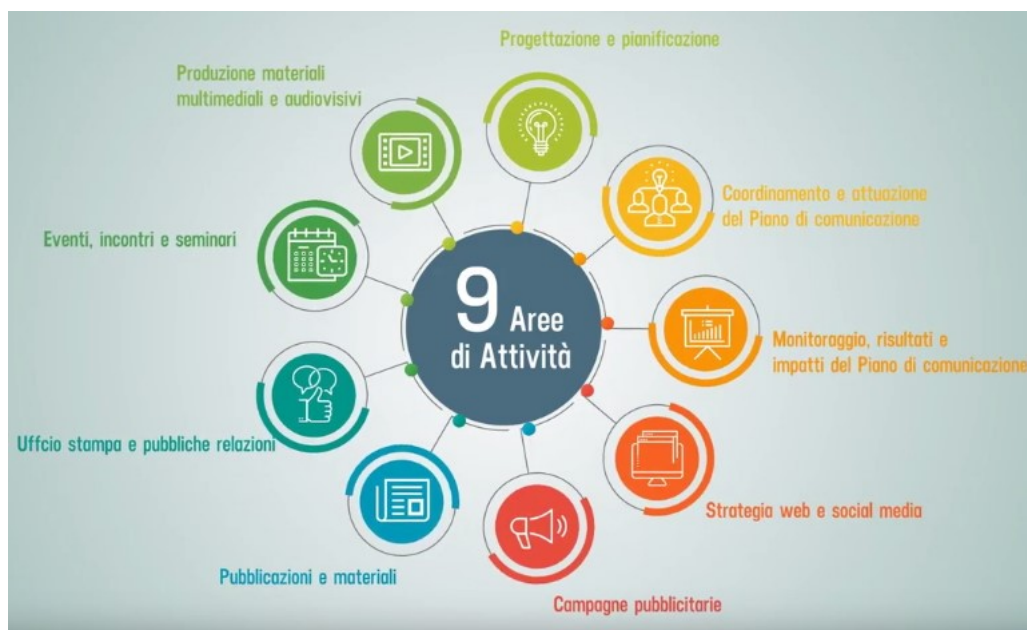 Progettazione e pianificazione
Produzione materiali
multimediali e audiovisivi
Coordinamento e attuazione
del Piano di comunicazione
Eventi, incontri e seminari
9 Aree
di Attività
Monitoraggio, risultati e
impatti del Piano di comunicazione
Uffcio stampa e pubbliche relazioni
Strategia web e social media
Pubblicazioni e materiali
Campagne pubblicitarie